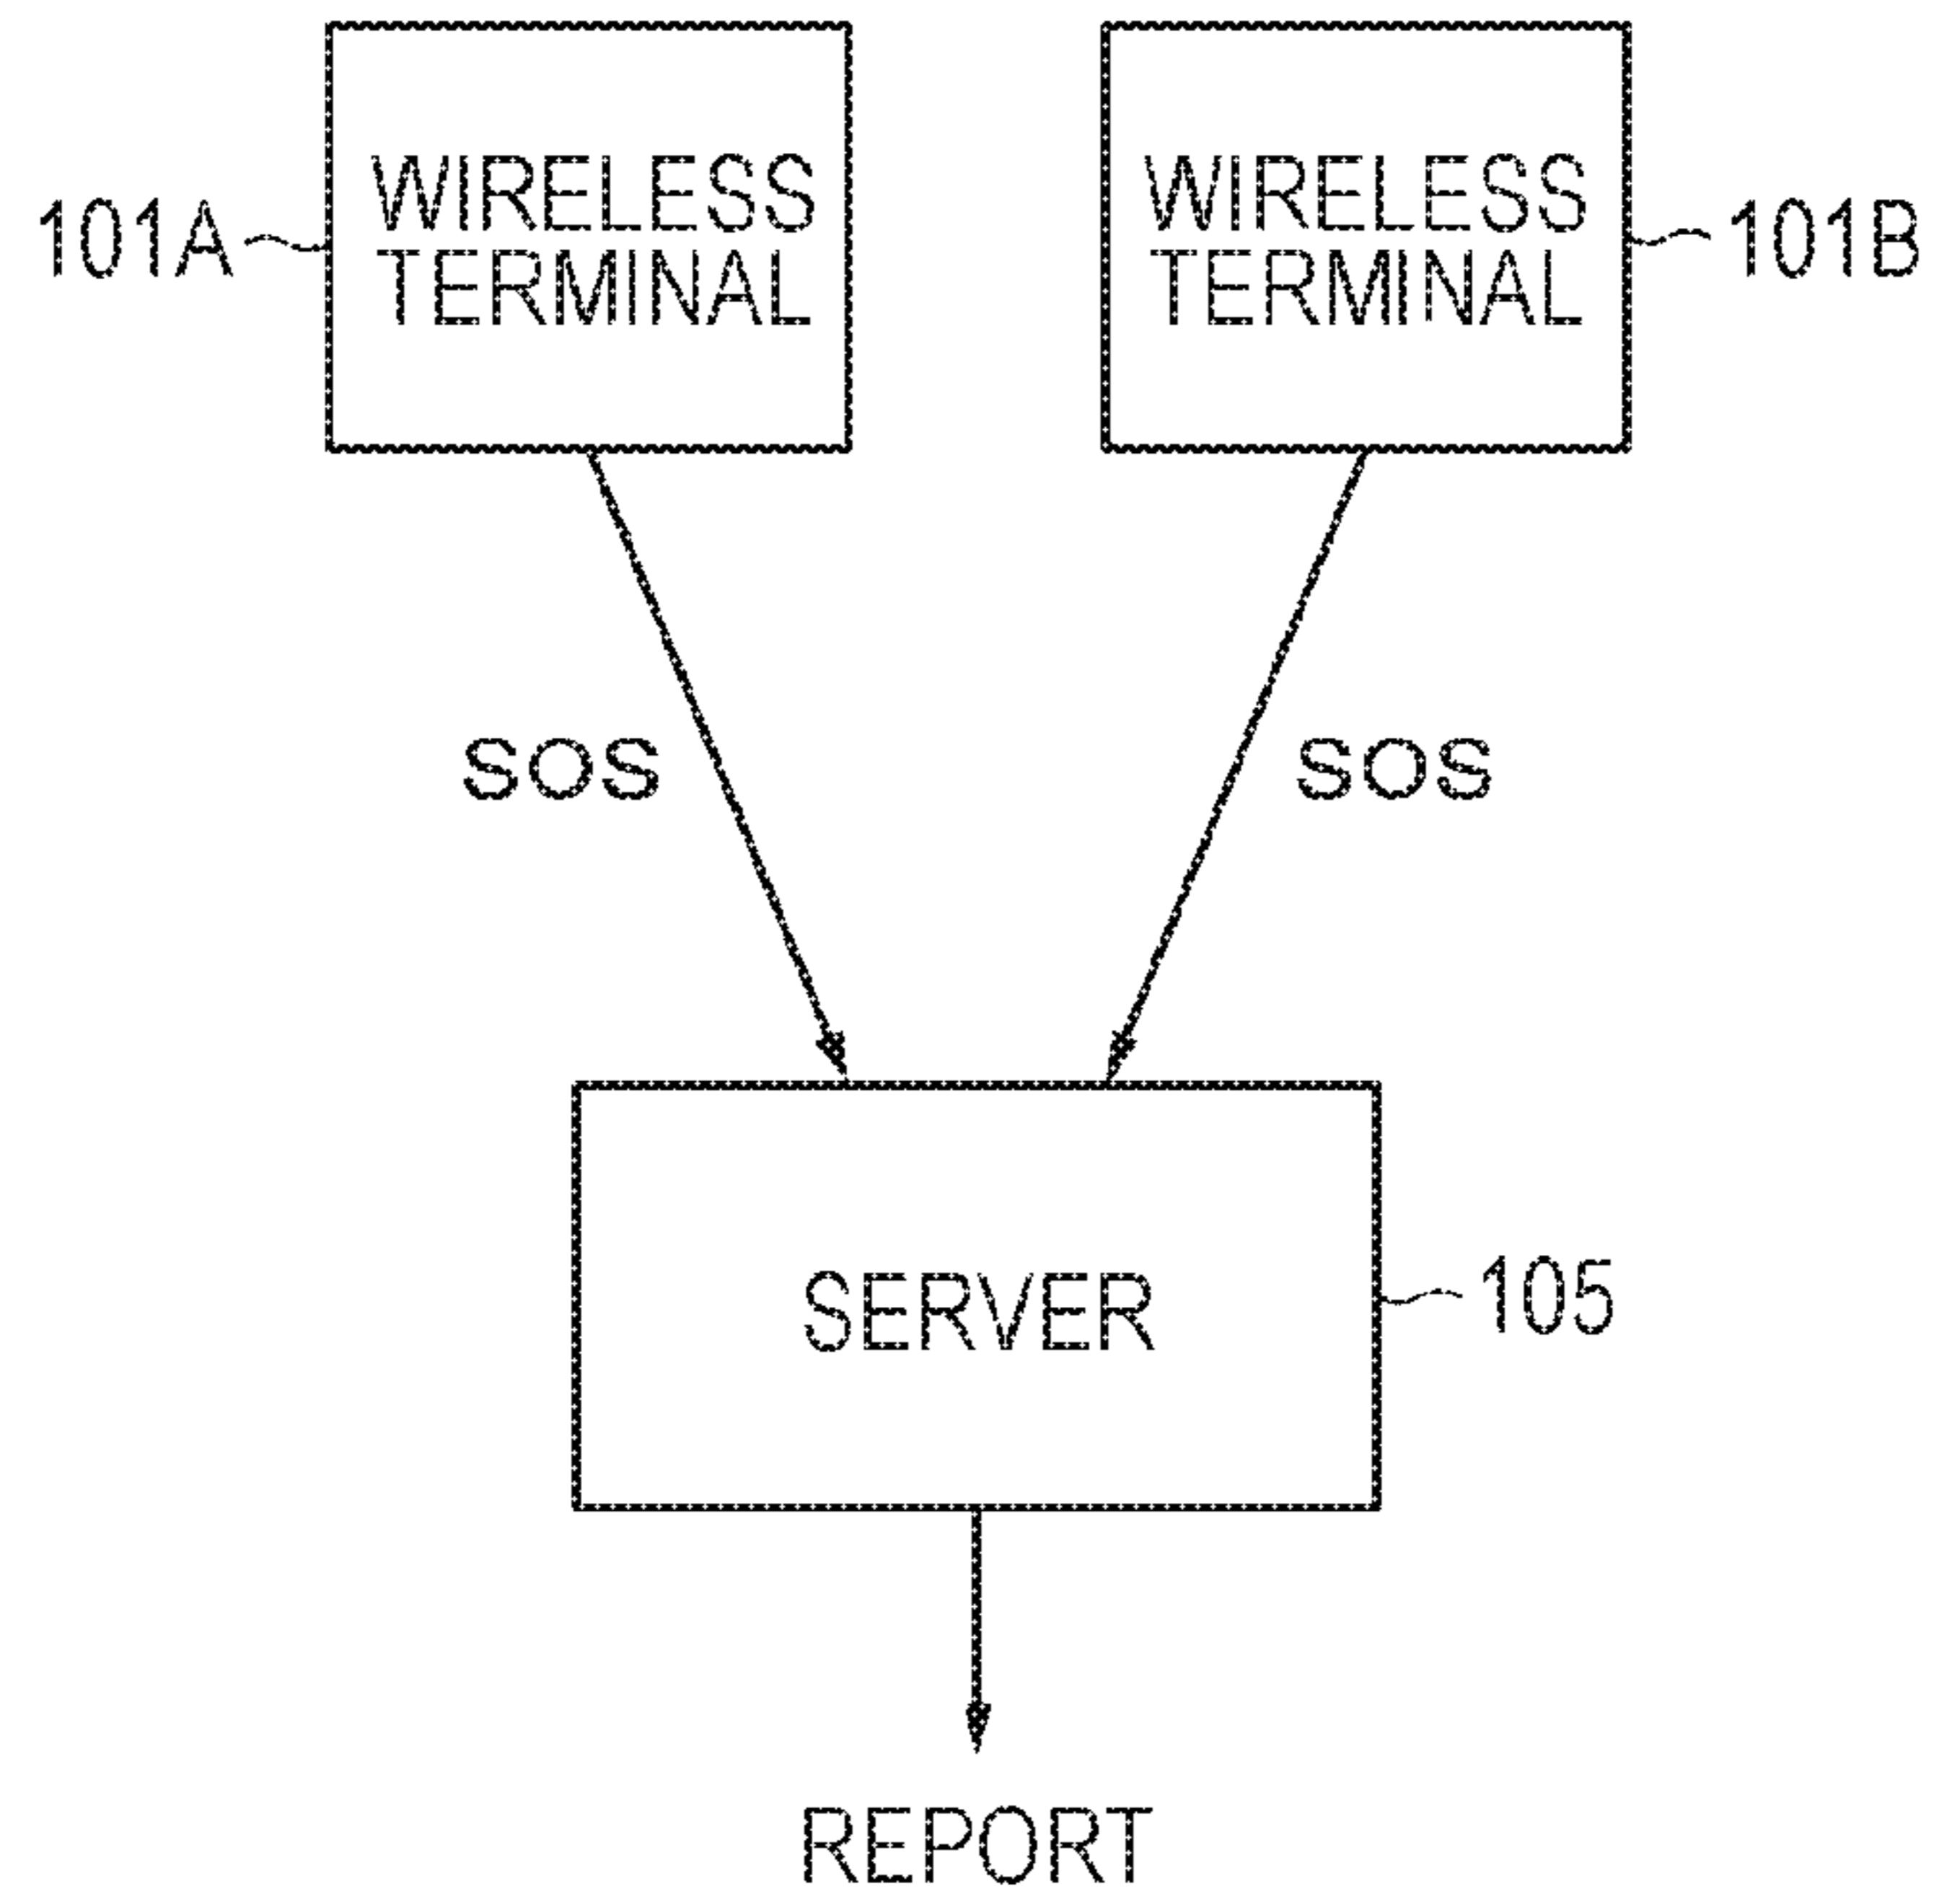 101A
WIRELESS
TERMINAL
WIRELESS
TERMINAL
101B
SOS
SOS
SERVER
105
REPORT